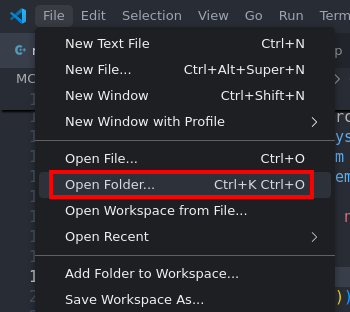 File Edit Selection View Go Run Termin
New Text File Ctrl+N
New File... Ctrl+Alt+Super+N
New Window Ctrl+Shift+N
New Window with Profile
Open File... Ctrl+O
Open Folder... Ctrl+K Ctrl+O
Open Workspace from File...
Open Recent
Add Folder to Workspace...
Save Workspace As...